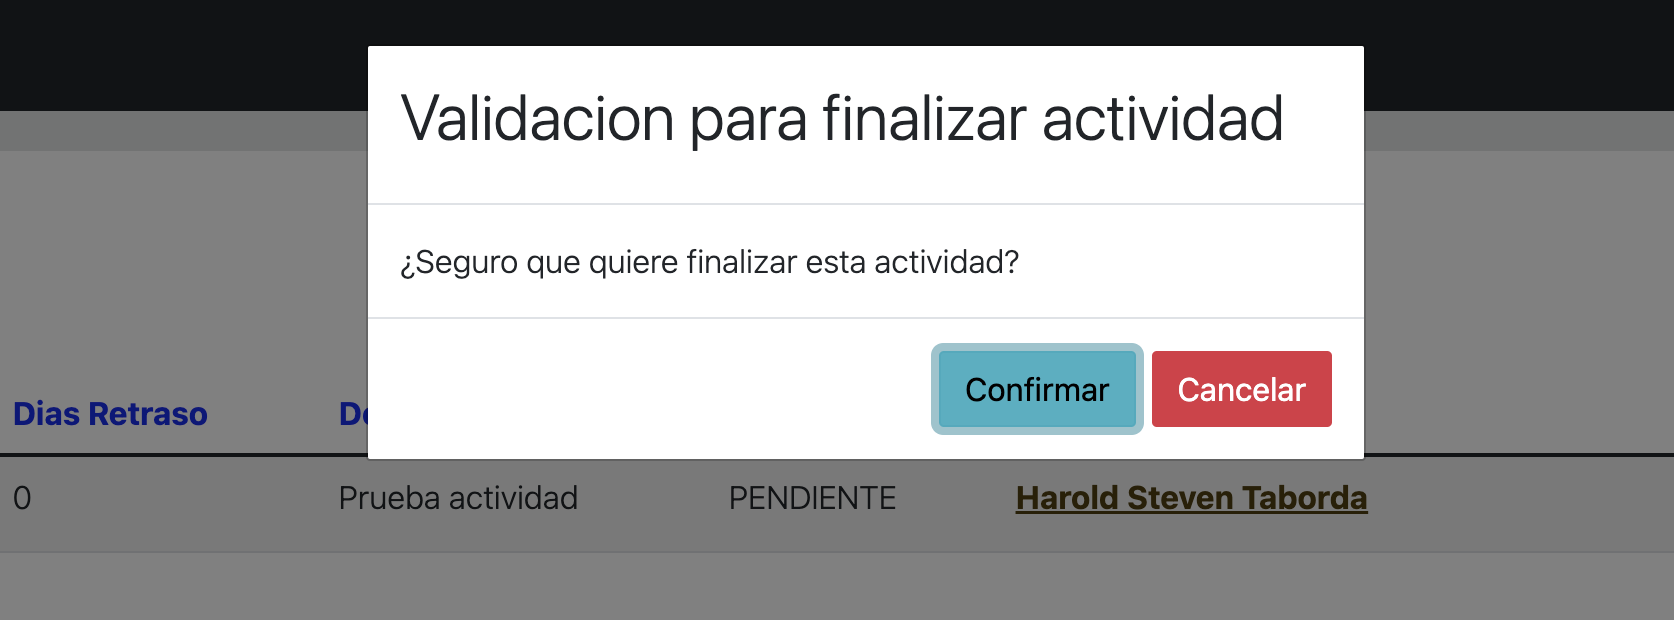 Validacion para finalizar actividad
¿Seguro que quiere finalizar esta actividad?
Confirmar Cancelar
Dias Retraso
0 Prueba actividad PENDIENTE Harold Steven Taborda